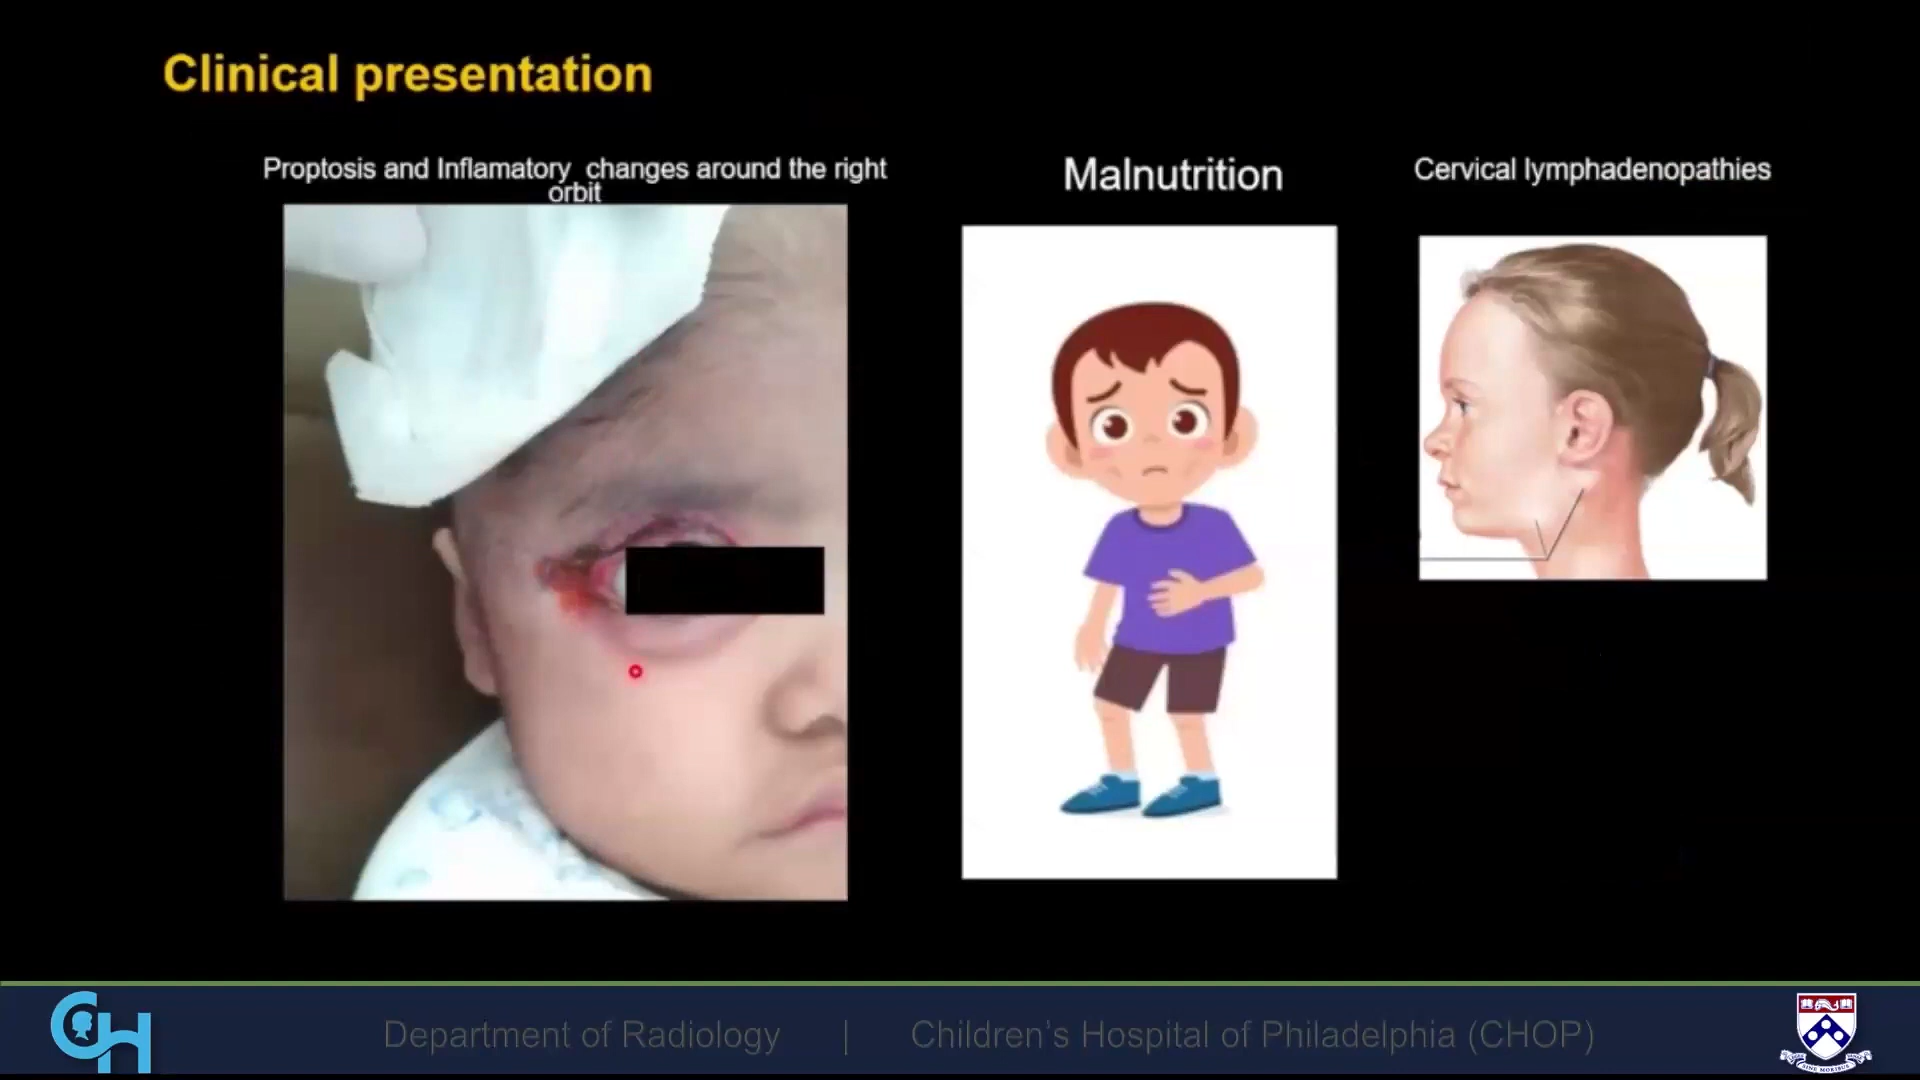 Clinical presentation
Proptosis and Inflamatory changes around the right
orbit
Malnutrition
Cervical lymphadenopathies
CH
Department of Radiology | Children's Hospital of Philadelphia (CHOP)